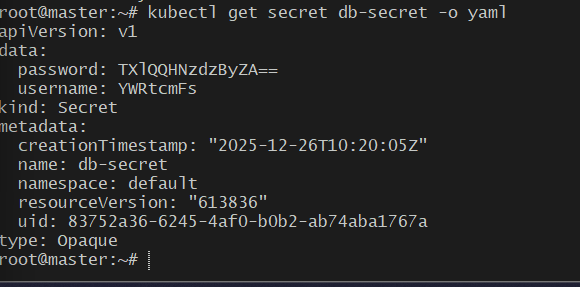 root@master:~# kubectl get secret db-secret -o yaml
apiVersion: v1
data:
  password: TXlQQHNzdzByZA==
  username: YWRtcmFs
kind: Secret
metadata:
  creationTimestamp: "2025-12-26T10:20:05Z"
  name: db-secret
  namespace: default
  resourceVersion: "613836"
  uid: 83752a36-6245-4af0-b0b2-ab74aba1767a
type: Opaque
root@master:~#